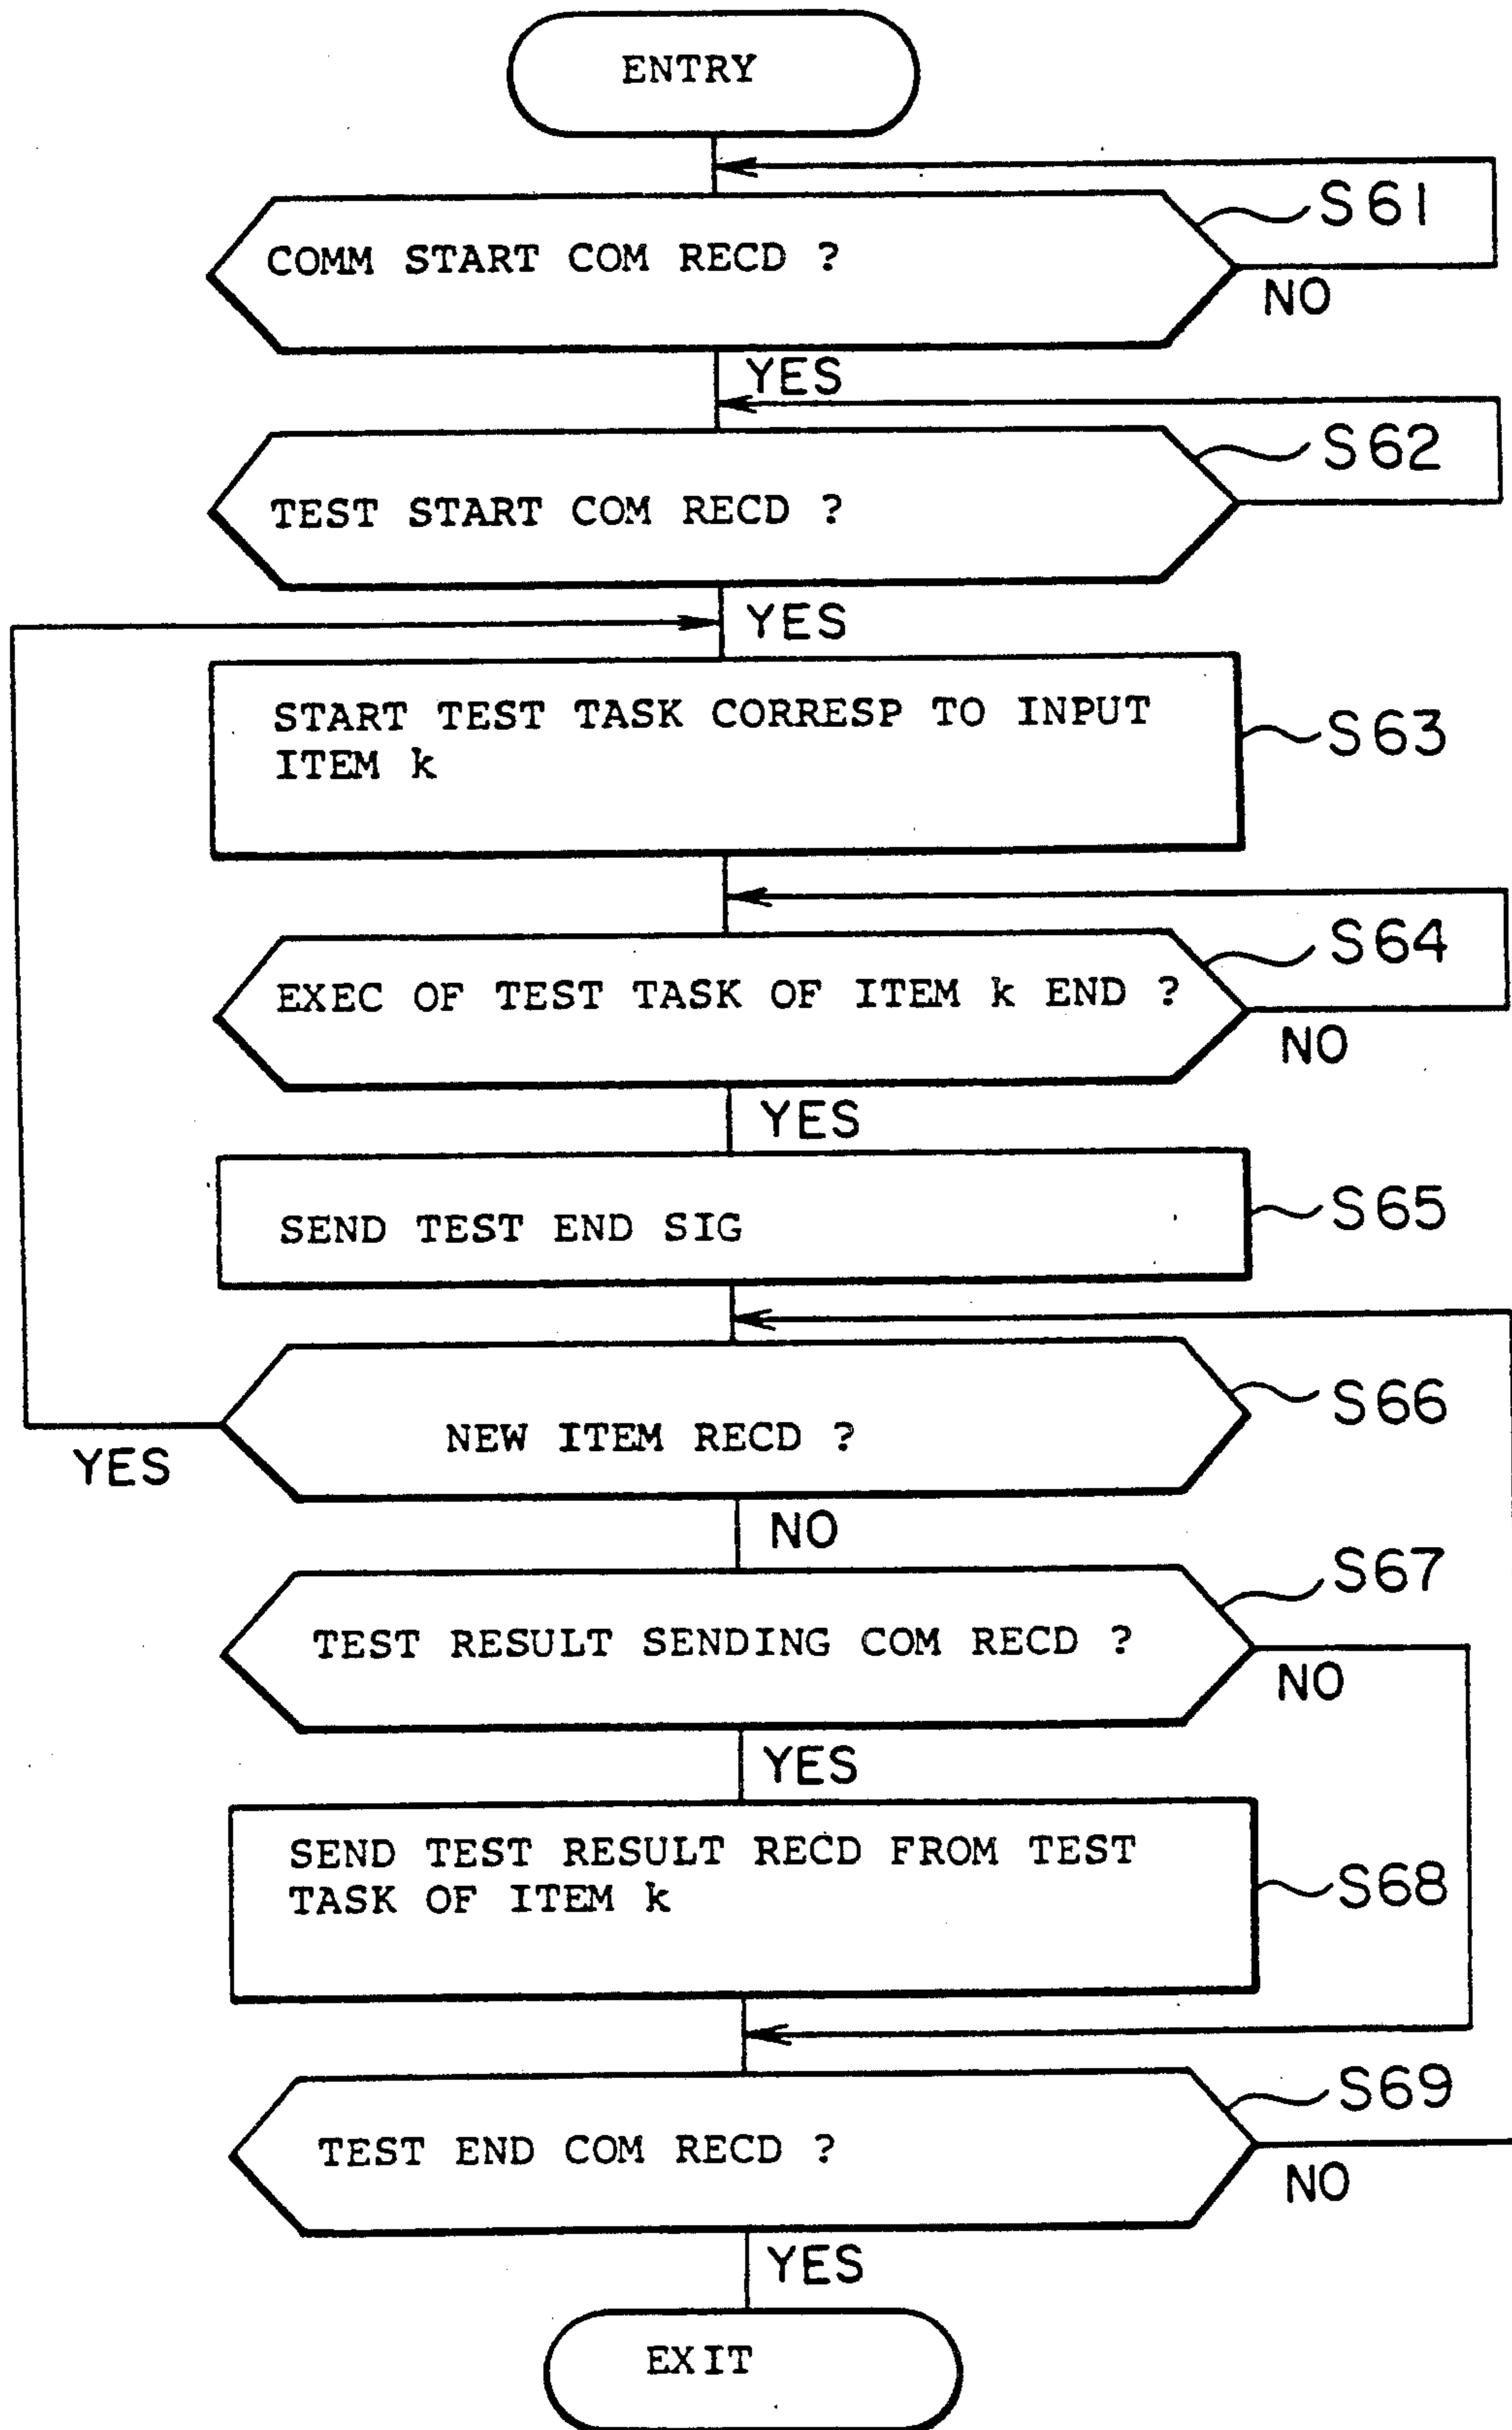 ENTRY
S61
COMM START COM RECD ?
NO
YES
S62
TEST START COM RECD ?
YES
START TEST TASK CORRESP TO INPUT
ITEM k
S63
S64
EXEC OF TEST TASK OF ITEM k END ?
NO
YES
SEND TEST END SIG
S65
S66
NEW ITEM RECD ?
YES
NO
S67
TEST RESULT SENDING COM RECD ?
NO
YES
SEND TEST RESULT RECD FROM TEST
TASK OF ITEM k
S68
S69
TEST END COM RECD ?
NO
YES
EXIT